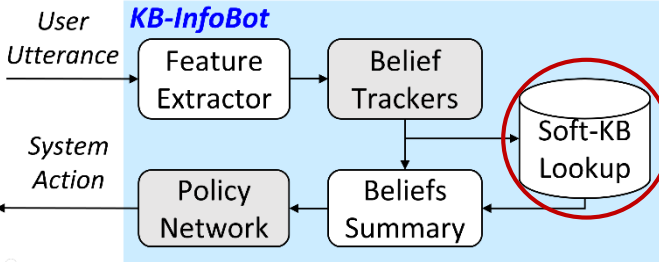 KB-InfoBot
User
Utterance
Feature
Extractor
Belief
Trackers
Soft-KB
Lookup
System
Action
Policy
Network
Beliefs
Summary